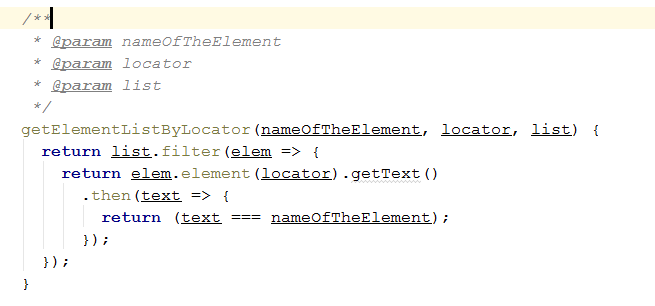 /**
 * @param nameOfTheElement
 * @param locator
 * @param list
 */
getElementListByLocator(nameOfTheElement, locator, list) {
  return list.filter(elem => {
    return elem.element(locator).getText()
      .then(text => {
        return (text === nameOfTheElement);
      });
  });
}